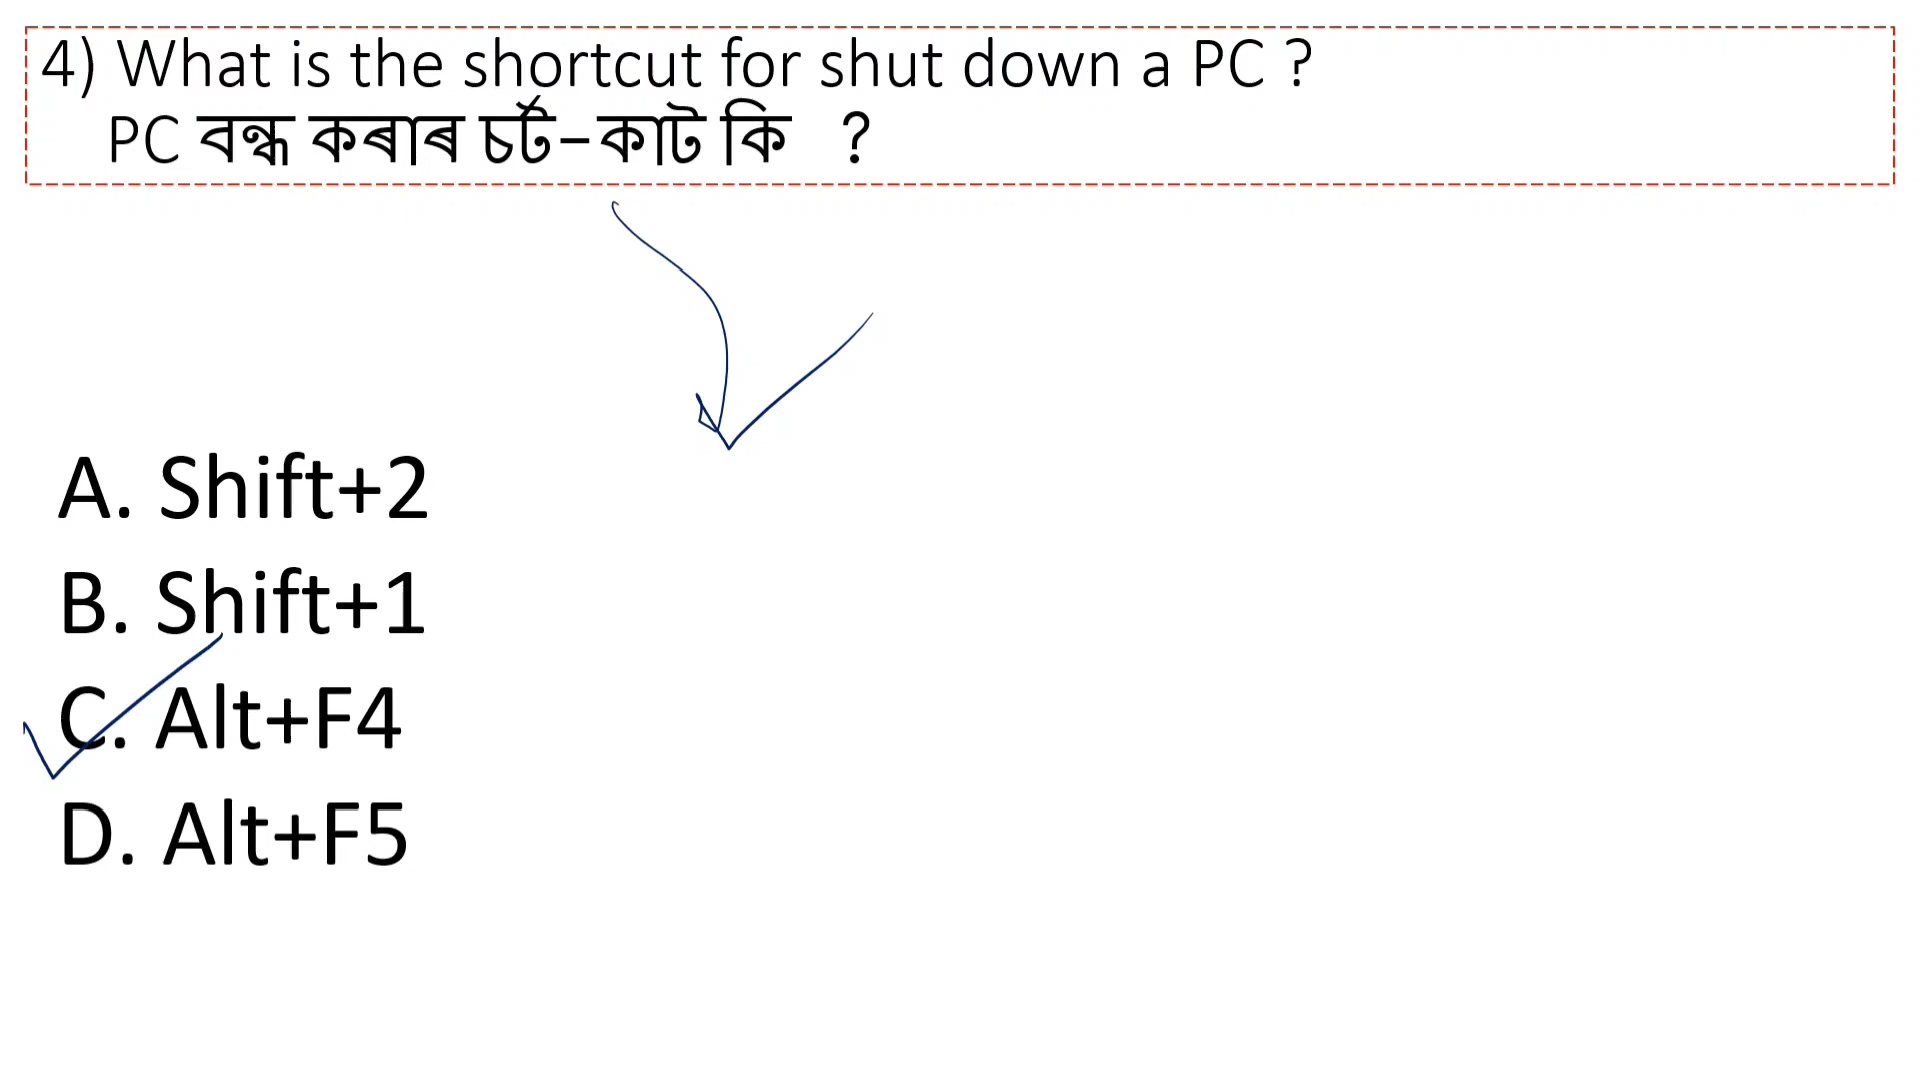 4) What is the shortcut for shut down a PC ?
PC বন্ধ কৰাৰ চৰ্ট–কাট কি ?
A. Shift+2
B. Shift+1
C. Alt+F4
D. Alt+F5